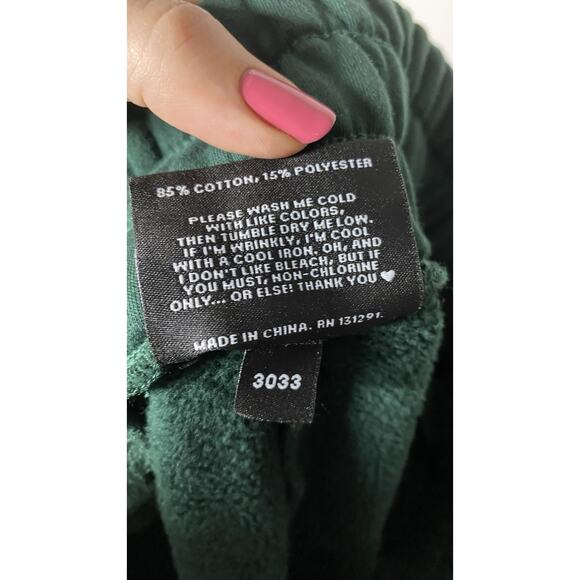 85% COTTON, 15% POLYESTER
PLEASE WASH ME COLD
WITH LIKE COLORS,
THEN TUMBLE DRY ME LOW.
IF I'M WRINKLY, I'M COOL
WITH A COOL IRON. OH, AND
I DON'T LIKE BLEACH, BUT IF
YOU MUST, NON-CHLORINE
ONLY... OR ELSE! THANK YOU ♥
MADE IN CHINA. RN 131291.
3033